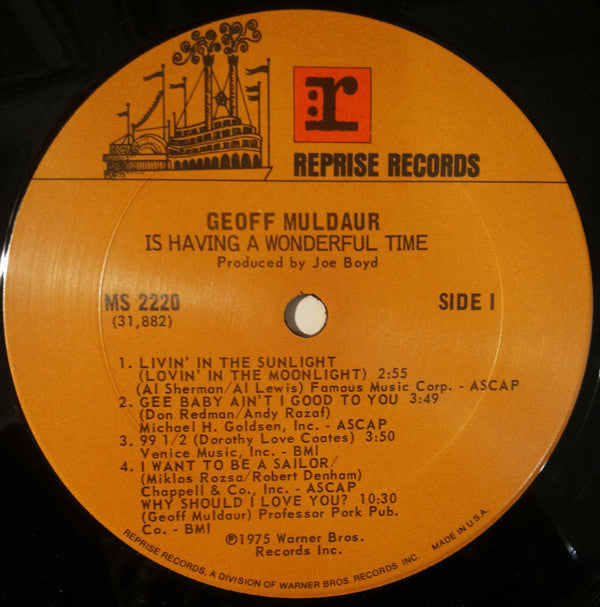 :r
REPRISE RECORDS
GEOFF MULDAUR
IS HAVING A WONDERFUL TIME
Produced by Joe Boyd
MS 2220
SIDE I
(31,882)
1. LIVIN' IN THE SUNLIGHT
(LOVIN' IN THE MOONLIGHT) 2:55
(Al Sherman/Al Lewis) Famous Music Corp. - ASCAP
2. GEE BABY AJN'T I GOOD TO YOU 3:49
(Don Redman/Andy Razaf)
Michael H. Goldsen, Inc. - ASCAP
3. 99 1/2 (Dorothy Love Coates) 3:50
Venice Music, Inc. - BMI
4. I WANT TO BE A SAILOR/
(Miklos Rozsa/Robert Denham)
Chappell & Co., Inc. - ASCAP
WHY SHOULD I LOVE YOU? 10:30
(Geoff Muldaur) Professor Pork Pub.
Co. - BMI
℗1975 Warner Bros.
Records Inc.
REPRISE RECORDS, A DIVISION OF WARNER BROS. RECORDS INC. MADE IN U.S.A.